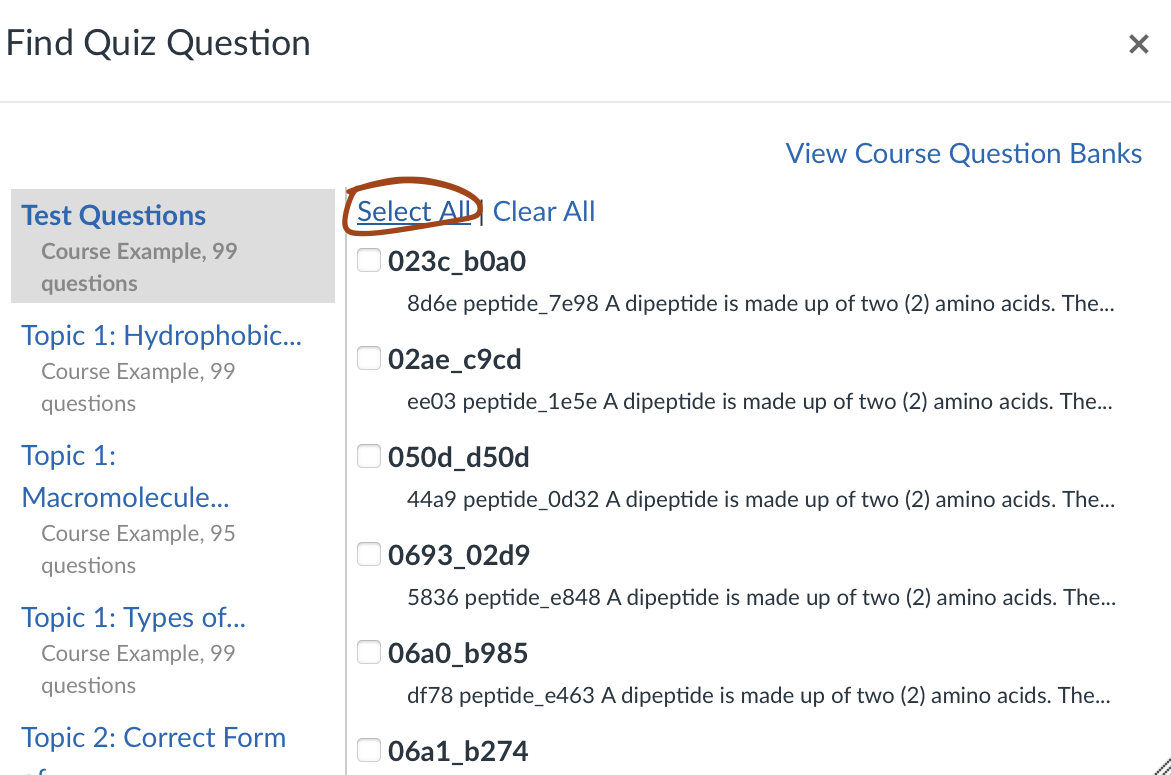 Find Quiz Question
View Course Question Banks
Test Questions
Course Example, 99
questions
Topic 1: Hydrophobic...
Course Example, 99
questions
Topic 1:
Macromolecule...
Course Example, 95
questions
Topic 1: Types of...
Course Example, 99
questions
Topic 2: Correct Form
Select All | Clear All
023c_b0a0
8d6e peptide_7e98 A dipeptide is made up of two (2) amino acids. The...
02ae_c9cd
ee03 peptide_1e5e A dipeptide is made up of two (2) amino acids. The...
050d_d50d
44a9 peptide_0d32 A dipeptide is made up of two (2) amino acids. The...
0693_02d9
5836 peptide_e848 A dipeptide is made up of two (2) amino acids. The...
06a0_b985
df78 peptide_e463 A dipeptide is made up of two (2) amino acids. The...
06a1_b274